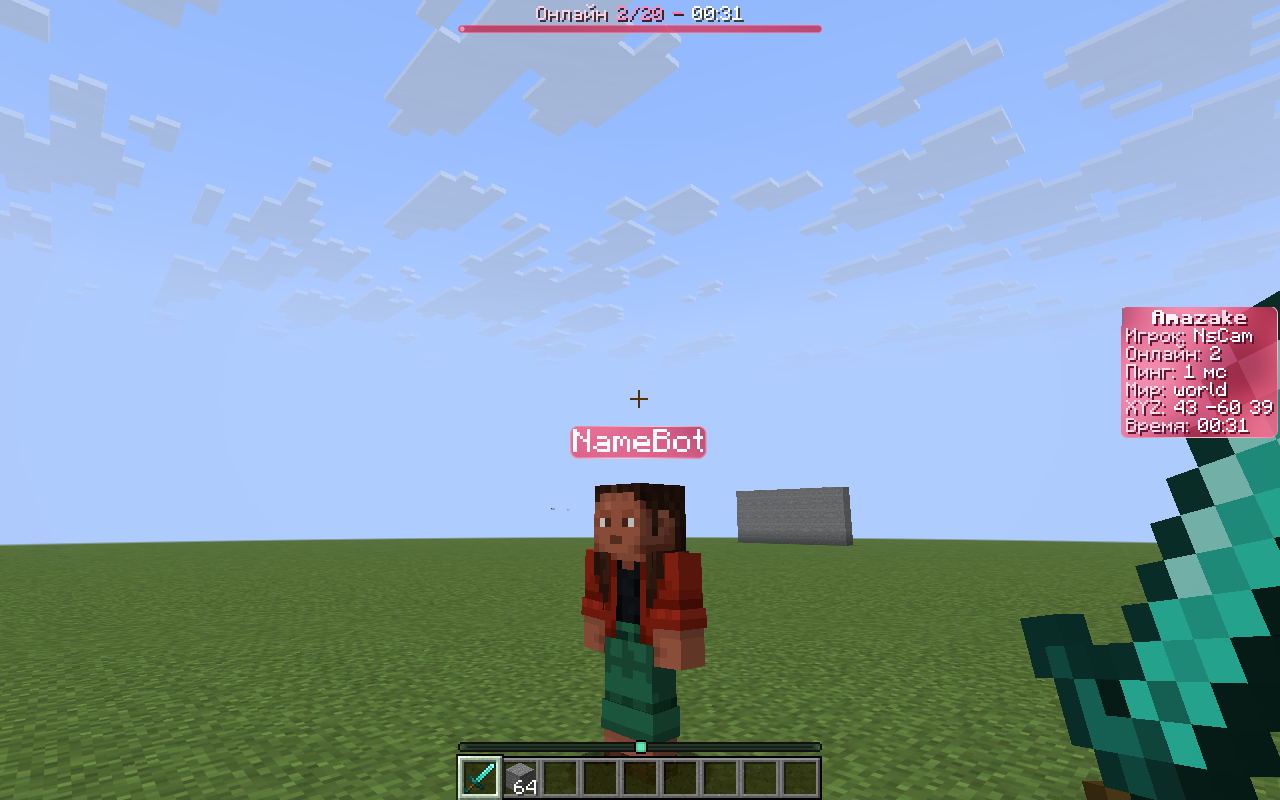 Онлайн 2/20 - 00:31
Amazake
Игрок: NsCam
Онлайн: 2
Пинг: 1 мс
Мир: world
XYZ: 43 -60 39
Время: 00:31
NameBot
64